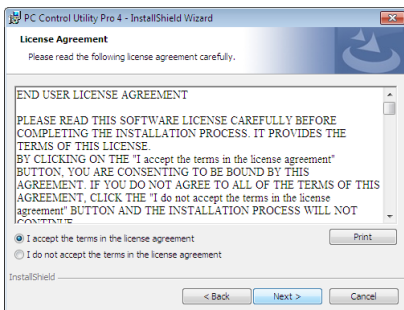 PC Control Utility Pro 4 - InstallShield Wizard
License Agreement
Please read the following license agreement carefully.
END USER LICENSE AGREEMENT
PLEASE READ THIS SOFTWARE LICENSE CAREFULLY BEFORE
COMPLETING THE INSTALLATION PROCESS. IT PROVIDES THE
TERMS OF THIS LICENSE.
BY CLICKING ON THE "I accept the terms in the license agreement"
BUTTON, YOU ARE CONSENTING TO BE BOUND BY THIS
AGREEMENT. IF YOU DO NOT AGREE TO ALL OF THE TERMS OF THIS
AGREEMENT, CLICK THE "I do not accept the terms in the license
agreement" BUTTON AND THE INSTALLATION PROCESS WILL NOT
CONTINUE
I accept the terms in the license agreement
Print
I do not accept the terms in the license agreement
InstallShield
< Back
Next >
Cancel